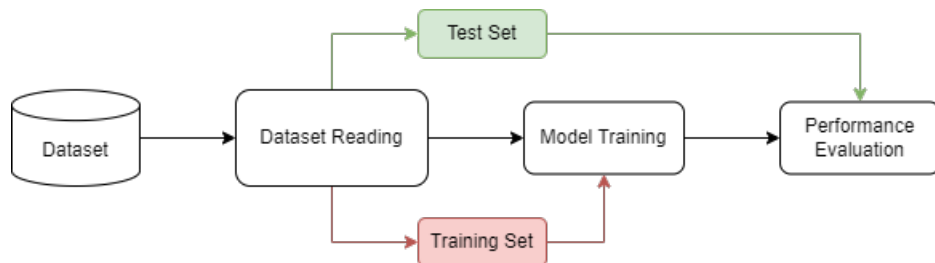 Test Set
Dataset
Dataset Reading
Model Training
Performance
Evaluation
Training Set